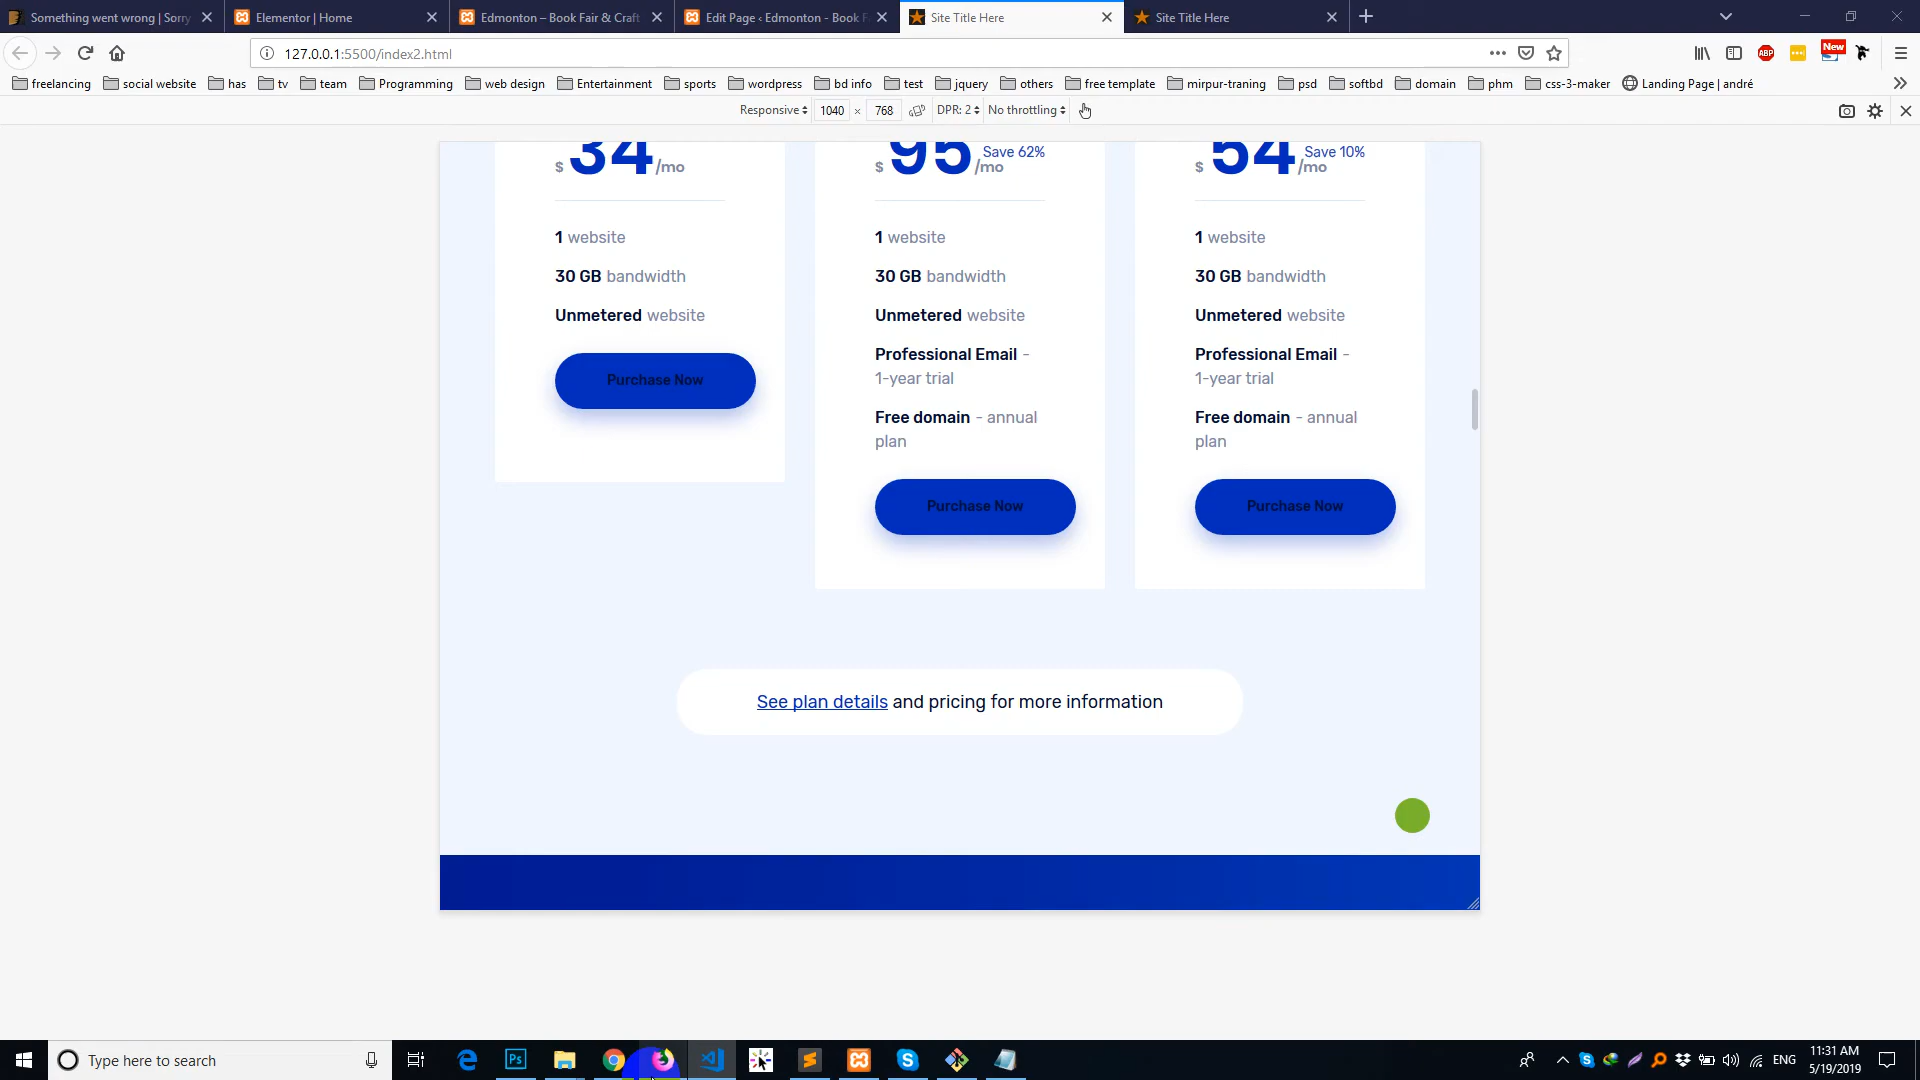 Something went wrong | Sorry
Elementor | Home
Edmonton – Book Fair & Craft
Edit Page ‹ Edmonton - Book F
Site Title Here
Site Title Here
127.0.0.1:5500/index2.html
New
ABP
freelancing
social website
has
tv
team
Programming
web design
Entertainment
sports
wordpress
bd info
test
jquery
others
free template
mirpur-traning
psd
softbd
domain
phm
css-3-maker
Landing Page | andré
Responsive 1040 × 768 DPR: 2 No throttling
$ 34 /mo
1 website
30 GB bandwidth
Unmetered website
Purchase Now
$ 95 /mo Save 62%
1 website
30 GB bandwidth
Unmetered website
Professional Email -
1-year trial
Free domain - annual
plan
Purchase Now
$ 54 /mo Save 10%
1 website
30 GB bandwidth
Unmetered website
Professional Email -
1-year trial
Free domain - annual
plan
Purchase Now
See plan details and pricing for more information
Type here to search
Ps
ENG
11:31 AM
5/19/2019